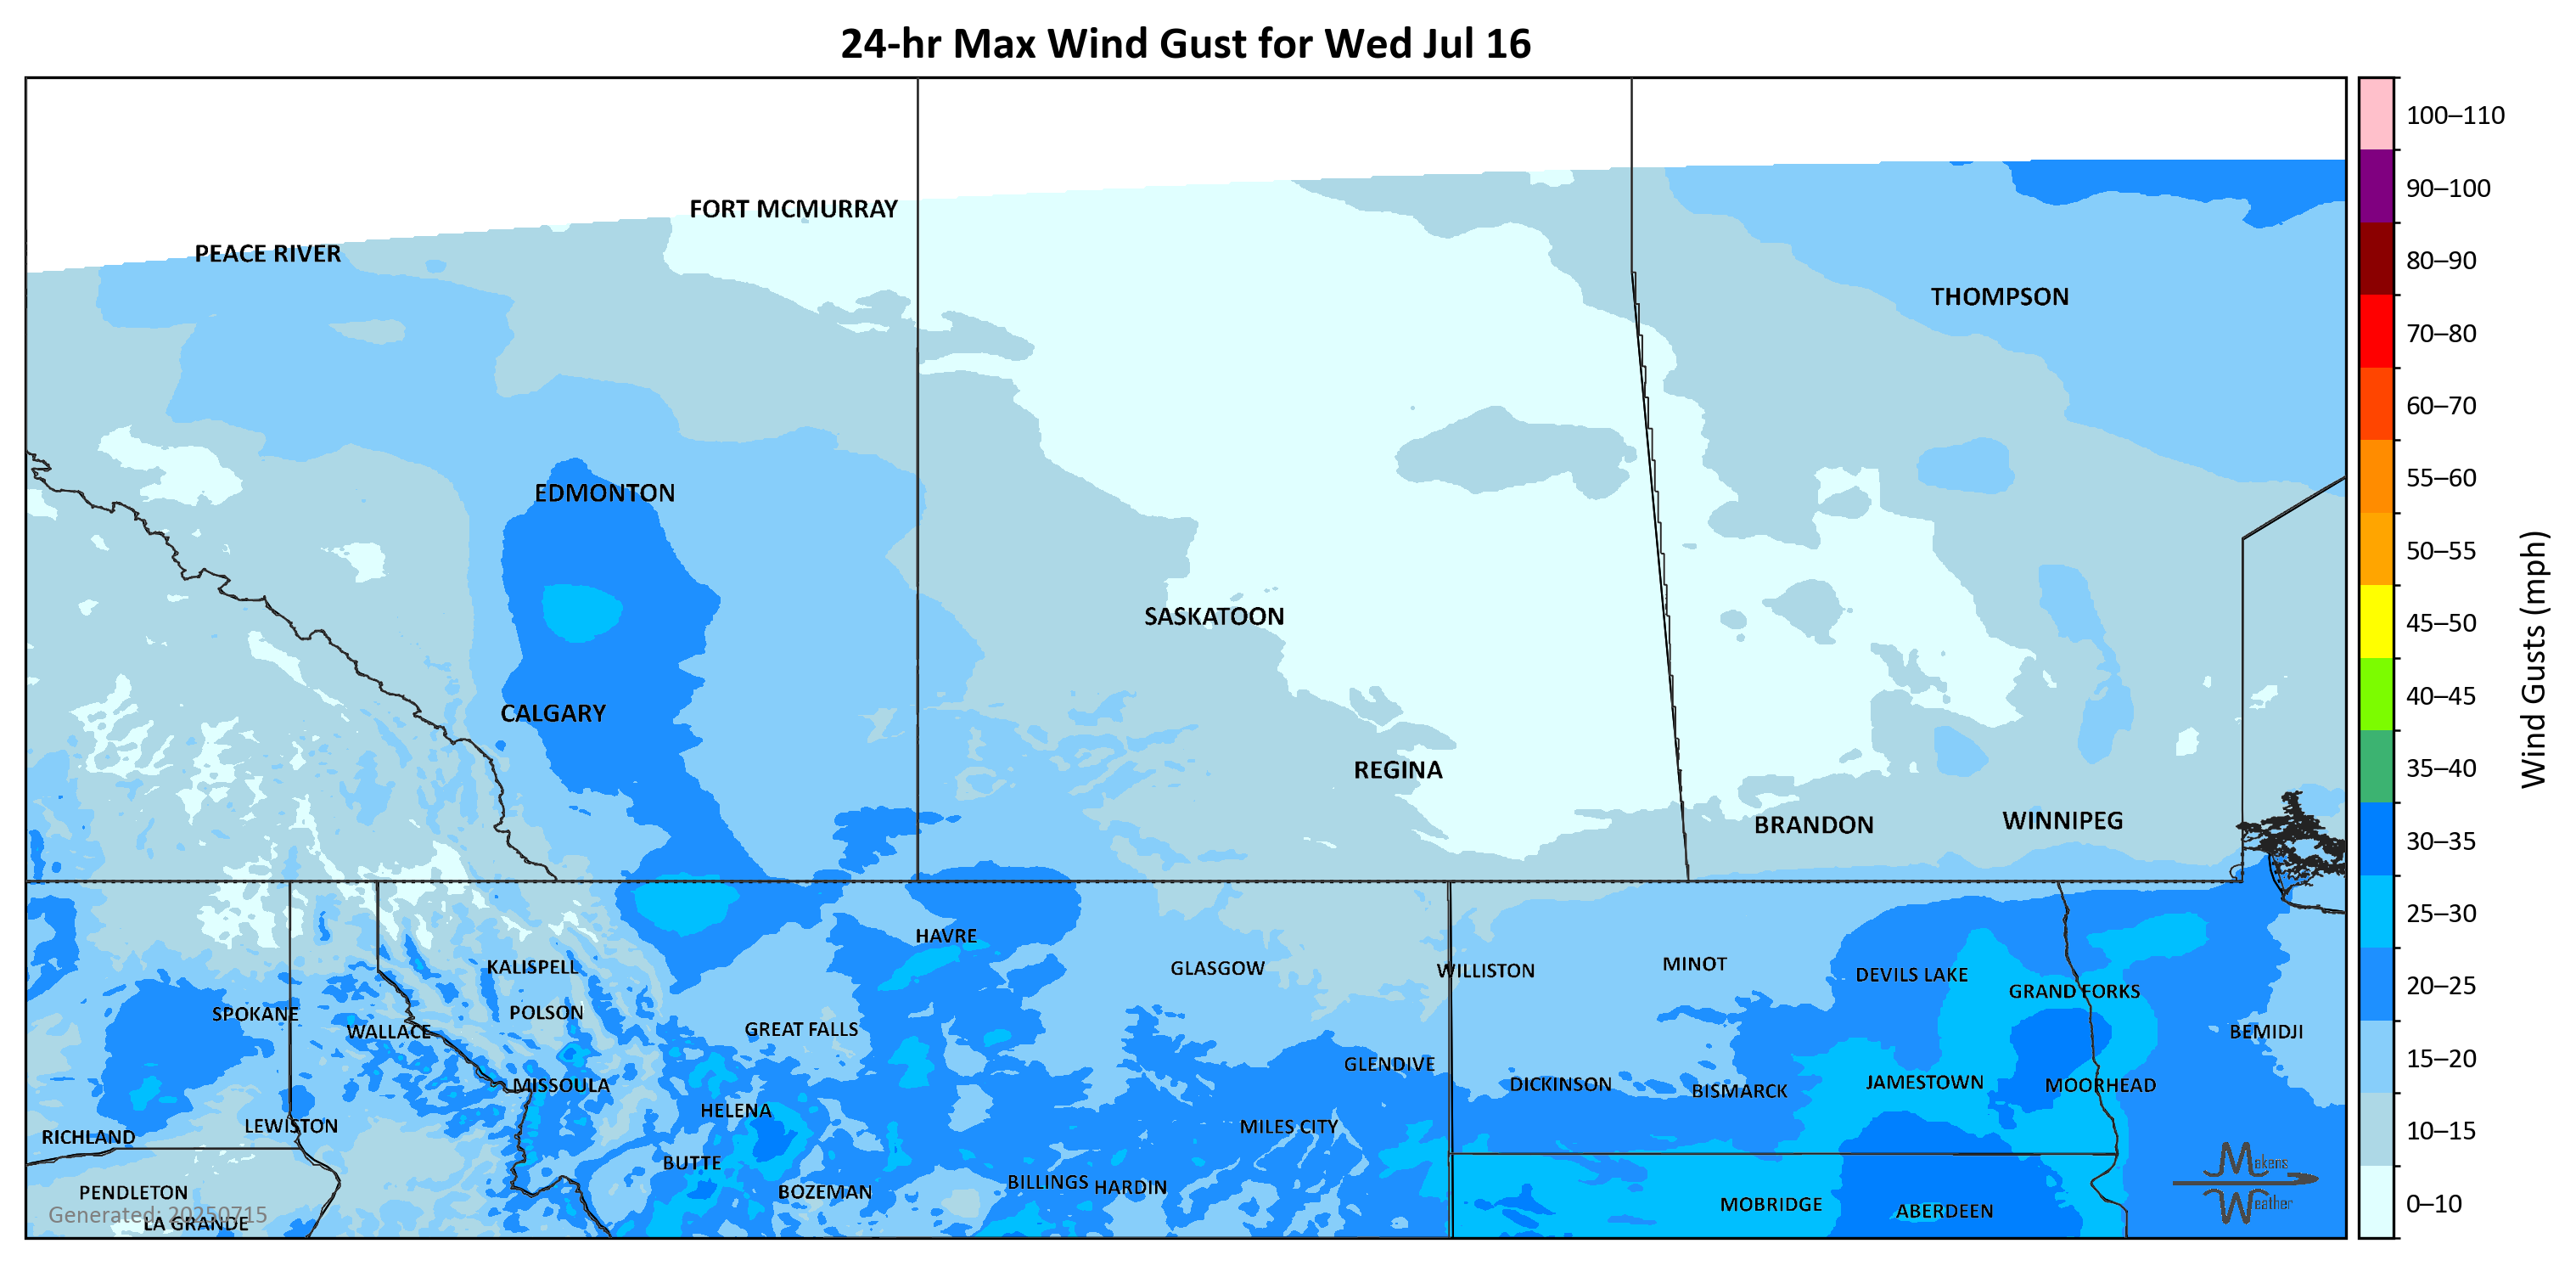 24-hr Max Wind Gust for Wed Jul 16
100–110
FORT MCMURRAY
90–100
PEACE RIVER
80–90
THOMPSON
70–80
60–70
55–60
EDMONTON
50–55
SASKATOON
45–50
Wind Gusts (mph)
40–45
CALGARY
REGINA
35–40
BRANDON
WINNIPEG
30–35
25–30
HAVRE
KALISPELL
GLASGOW
WILLISTON
MINOT
DEVILS LAKE
20–25
GRAND FORKS
SPOKANE
POLSON
WALLACE
GREAT FALLS
BEMIDJI
15–20
GLENDIVE
MISSOULA
DICKINSON
BISMARCK
JAMESTOWN
MOORHEAD
HELENA
LEWISTON
MILES CITY
10–15
RICHLAND
BUTTE
Makens
Weather
PENDLETON
BOZEMAN
BILLINGS
HARDIN
MOBRIDGE
ABERDEEN
0–10
Generated: 20250715
LA GRANDE